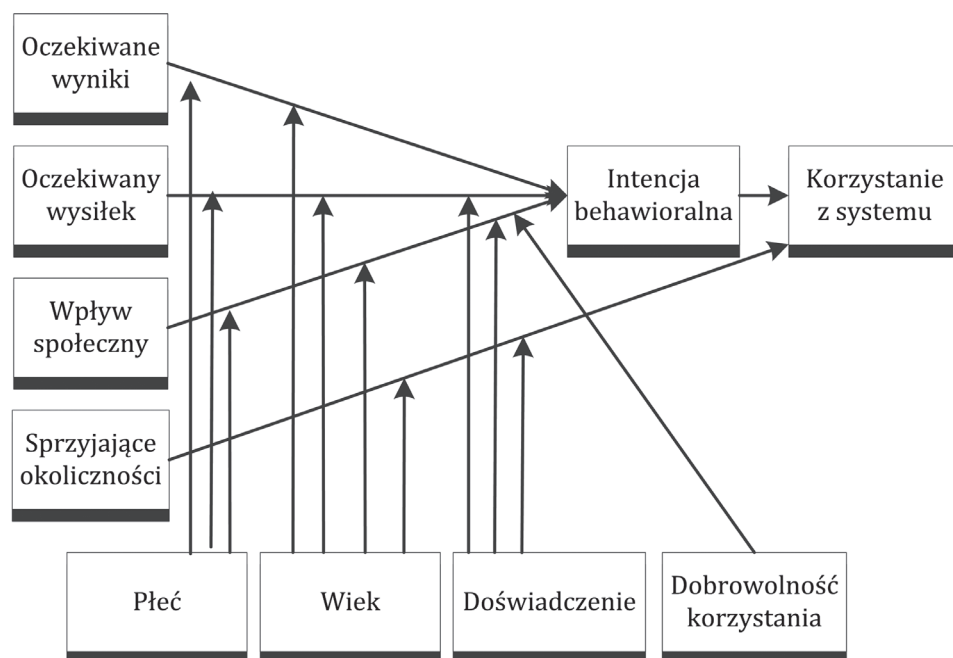 Oczekiwane
wyniki
Oczekiwany
wysiłek
Intencja
behawioralna
Korzystanie
z systemu
Wpływ
społeczny
Sprzyjające
okoliczności
Płeć
Wiek
Doświadczenie
Dobrowolność
korzystania